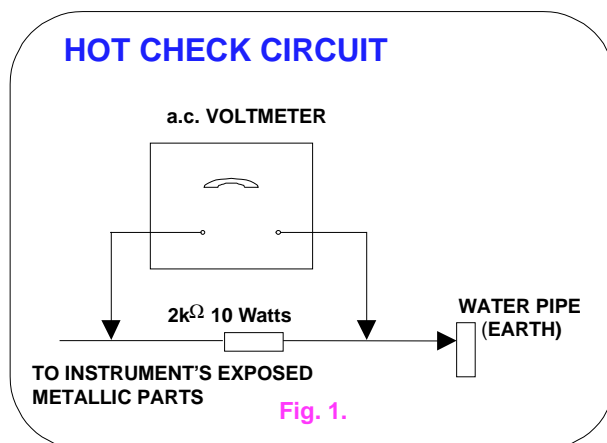 HOT CHECK CIRCUIT
a.c. VOLTMETER
2kΩ 10 Watts
WATER PIPE
(EARTH)
TO INSTRUMENT'S EXPOSED
METALLIC PARTS
Fig. 1.